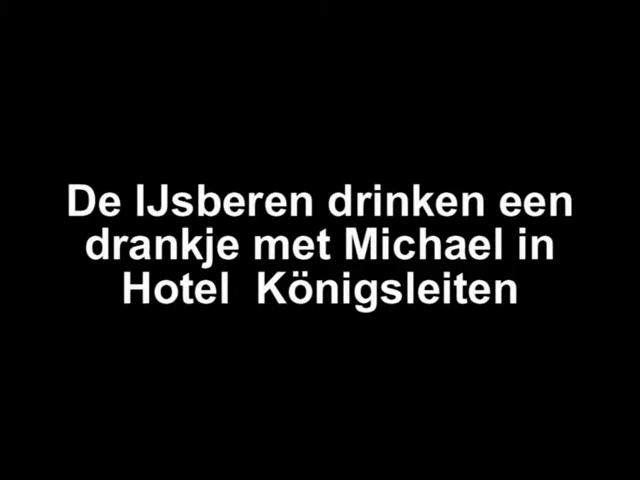 De IJsberen drinken een
drankje met Michael in
Hotel  Königsleiten